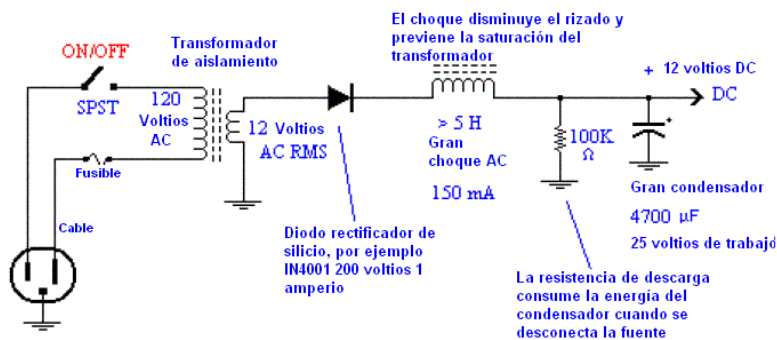 El choque disminuye el rizado y
previene la saturación del
transformador
Transformador
de aislamiento
ON/OFF
SPST
120
Voltios
AC
12 Voltios
AC RMS
> 5 H
Gran
choque AC
150 mA
+ 12 voltios DC
DC
100K
Ω
+
Fusible
Cable
Diodo rectificador de
silicio, por ejemplo
IN4001 200 voltios 1
amperio
Gran condensador
4700 µF
25 voltios de trabajo
La resistencia de descarga
consume la energía del
condensador cuando se
desconecta la fuente